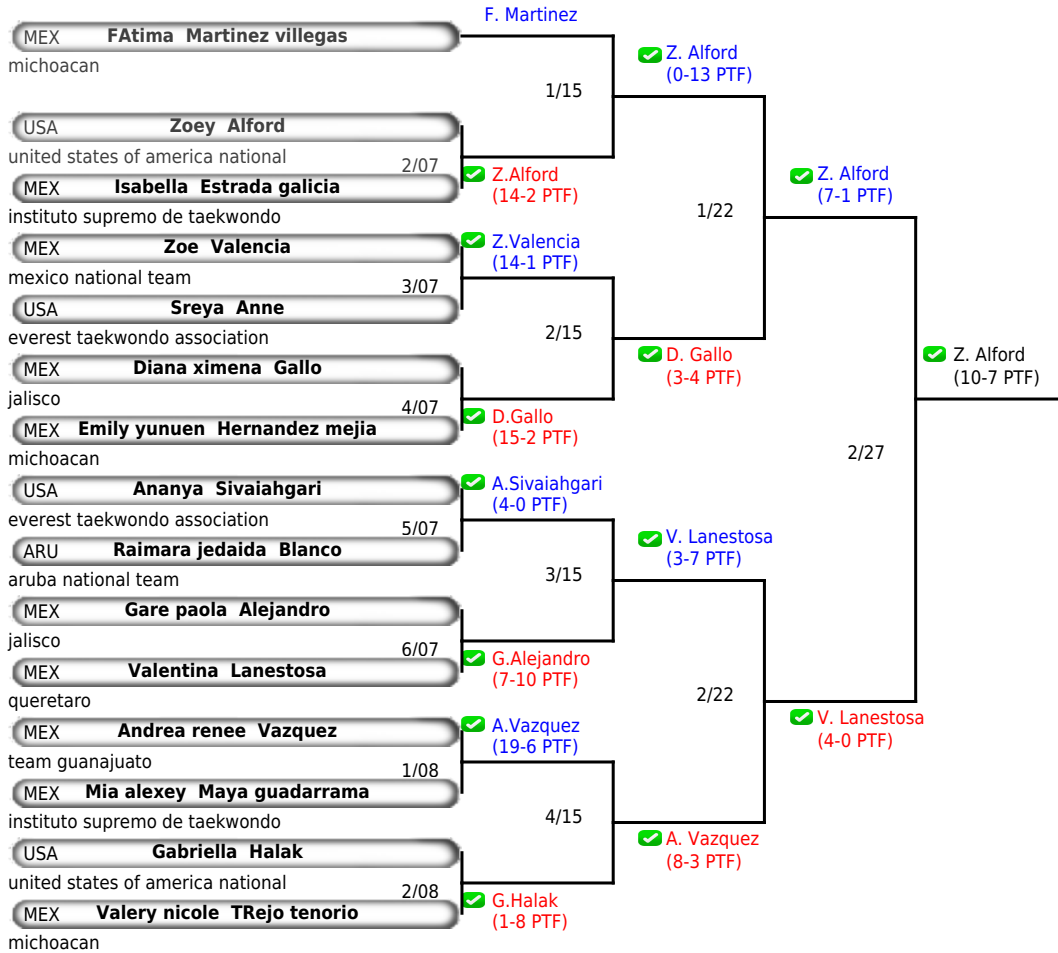 F. Martinez
MEX FAtima Martinez villegas
michoacan
Z. Alford
(0-13 PTF)
1/15
USA Zoey Alford
united states of america national
2/07
Z.Alford
(14-2 PTF)
MEX Isabella Estrada galicia
instituto supremo de taekwondo
Z. Alford
(7-1 PTF)
1/22
MEX Zoe Valencia
mexico national team
Z.Valencia
(14-1 PTF)
3/07
USA Sreya Anne
everest taekwondo association
2/15
MEX Diana ximena Gallo
jalisco
D. Gallo
(3-4 PTF)
Z. Alford
(10-7 PTF)
4/07
D.Gallo
(15-2 PTF)
MEX Emily yunuen Hernandez mejia
michoacan
2/27
USA Ananya Sivaiahgari
everest taekwondo association
A.Sivaiahgari
(4-0 PTF)
5/07
ARU Raimara jedaida Blanco
aruba national team
V. Lanestosa
(3-7 PTF)
3/15
MEX Gare paola Alejandro
jalisco
6/07
G.Alejandro
(7-10 PTF)
MEX Valentina Lanestosa
queretaro
2/22
V. Lanestosa
(4-0 PTF)
MEX Andrea renee Vazquez
team guanajuato
A.Vazquez
(19-6 PTF)
1/08
MEX Mia alexey Maya guadarrama
instituto supremo de taekwondo
4/15
A. Vazquez
(8-3 PTF)
USA Gabriella Halak
united states of america national
2/08
G.Halak
(1-8 PTF)
MEX Valery nicole TRejo tenorio
michoacan